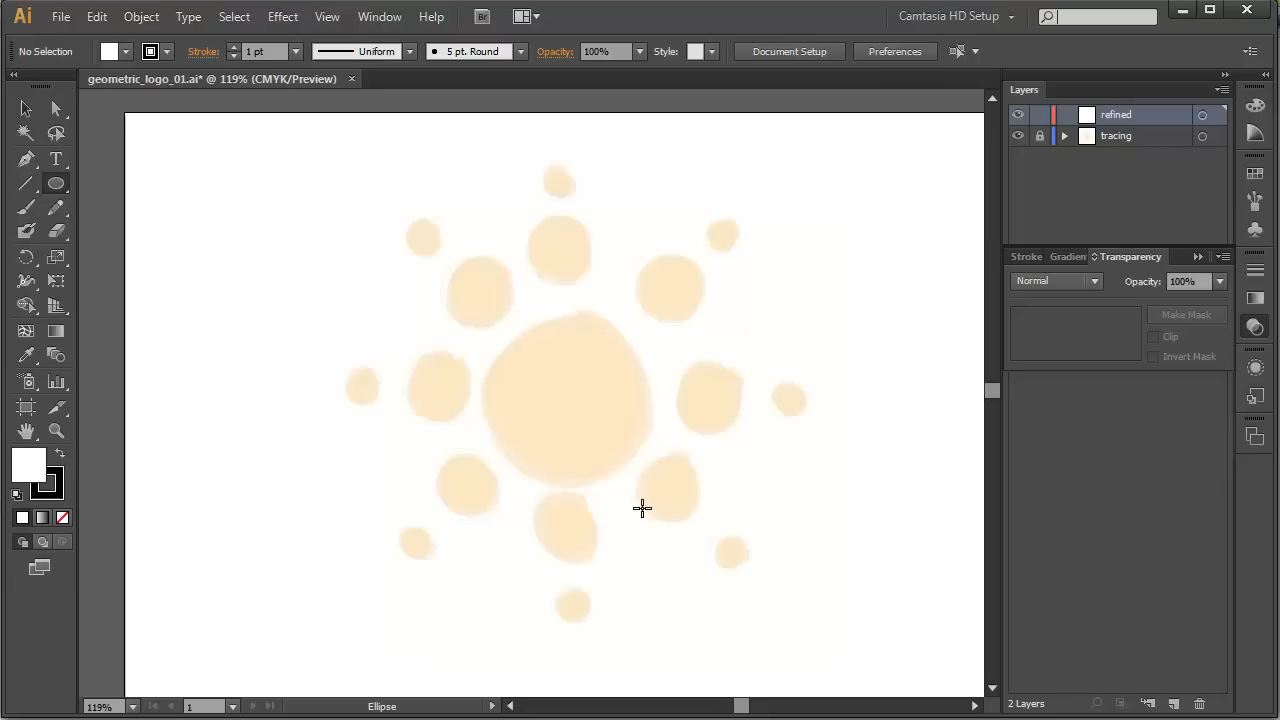 Ai File Edit Object Type Select Effect View Window Help Br Camtasia HD Setup
No Selection Stroke: 1 pt Uniform 5 pt. Round Opacity: 100% Style: Document Setup Preferences
geometric_logo_01.ai* @ 119% (CMYK/Preview) ×
Layers
refined
tracing
Stroke Gradien Transparency
Normal Opacity: 100%
Make Mask
Clip
Invert Mask
119% 1 Ellipse 2 Layers